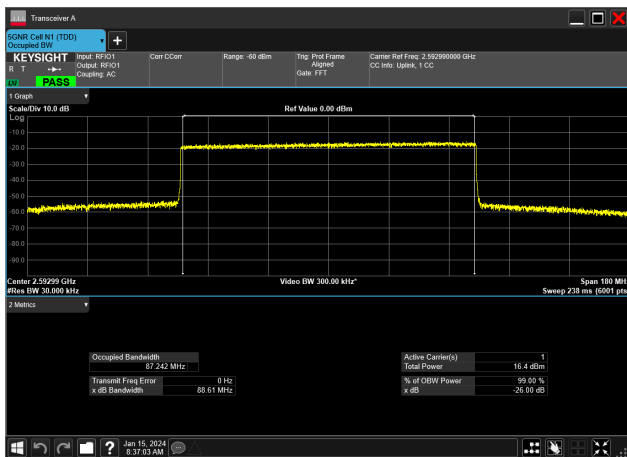 Transceiver A
5GNR Cell N1 (TDD)
Occupied BW
KEYSIGHT
R T
LVI
PASS
Input: RFIO1
Output: RFIO1
Coupling: AC
Corr CCorr
Range: -60 dBm
Trig: Prot Frame
Aligned
Gate: FFT
Carrier Ref Freq: 2.592990000 GHz
CC Info: Uplink, 1 CC
1 Graph
Scale/Div 10.0 dB
Ref Value 0.00 dBm
Log
-10.0
-20.0
-30.0
-40.0
-50.0
-60.0
-70.0
-80.0
-90.0
Center 2.59299 GHz
Video BW 300.00 kHz*
Span 180 MH
#Res BW 30.000 kHz
Sweep 238 ms (6001 pts
2 Metrics
Occupied Bandwidth
87.242 MHz
Transmit Freq Error 0 Hz
x dB Bandwidth 88.61 MHz
Active Carrier(s) 1
Total Power 16.4 dBm
% of OBW Power 99.00 %
x dB -26.00 dB
Jan 15, 2024
8:37:03 AM